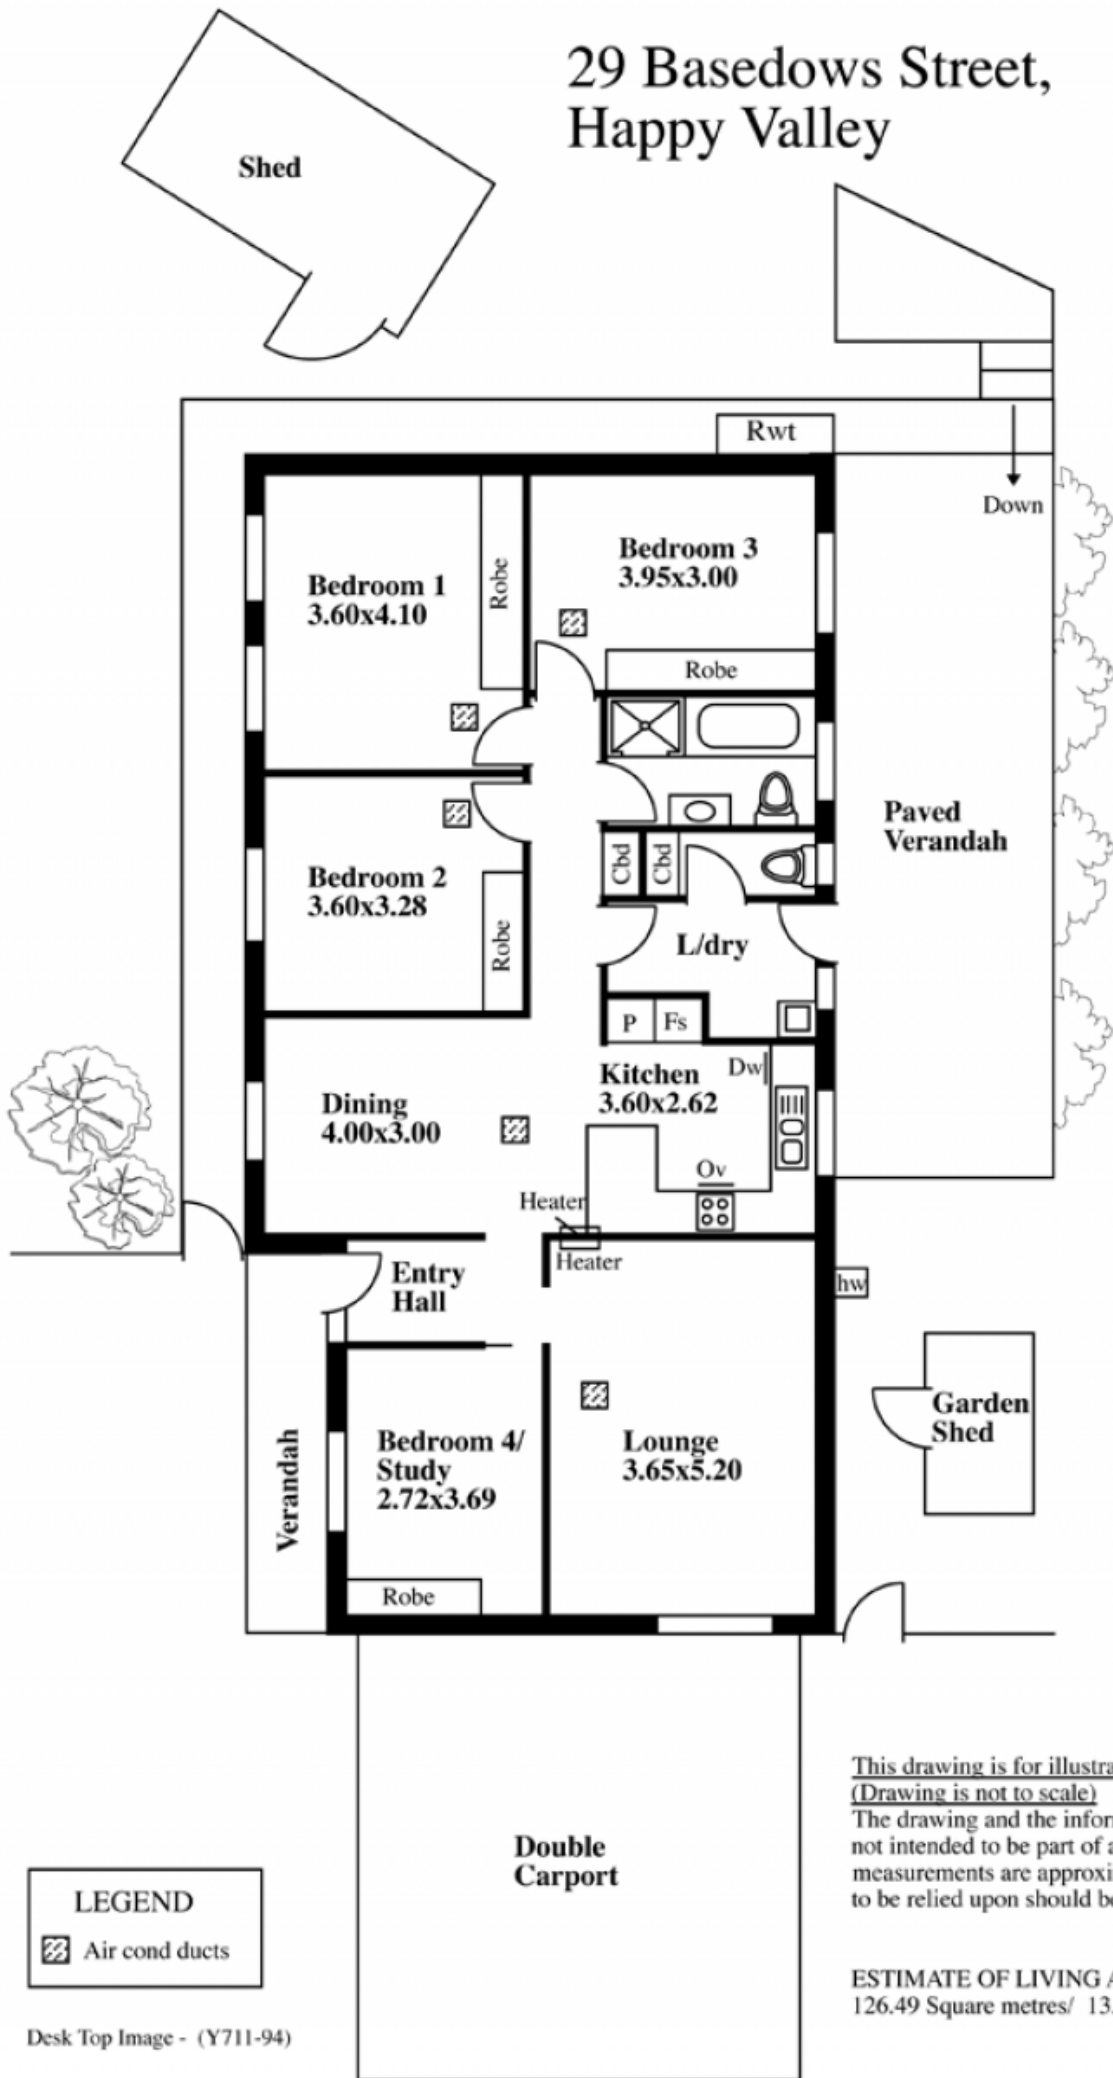 29 Basedows Street,
Happy Valley
Shed
Rwt
Down
Bedroom 1
3.60x4.10
Robe
Bedroom 3
3.95x3.00
Robe
Bedroom 2
3.60x3.28
Robe
Cbd
Cbd
L/dry
Paved
Verandah
P
Fs
Kitchen
3.60x2.62
Dw
Dining
4.00x3.00
Ov
Heater
Heater
Entry
Hall
hw
Garden
Shed
Verandah
Bedroom 4/
Study
2.72x3.69
Robe
Lounge
3.65x5.20
Double
Carport
LEGEND
Air cond ducts
Desk Top Image - (Y711-94)
This drawing is for illustra
(Drawing is not to scale)
The drawing and the infor
not intended to be part of a
measurements are approxi
to be relied upon should be
ESTIMATE OF LIVING A
126.49 Square metres/ 13.